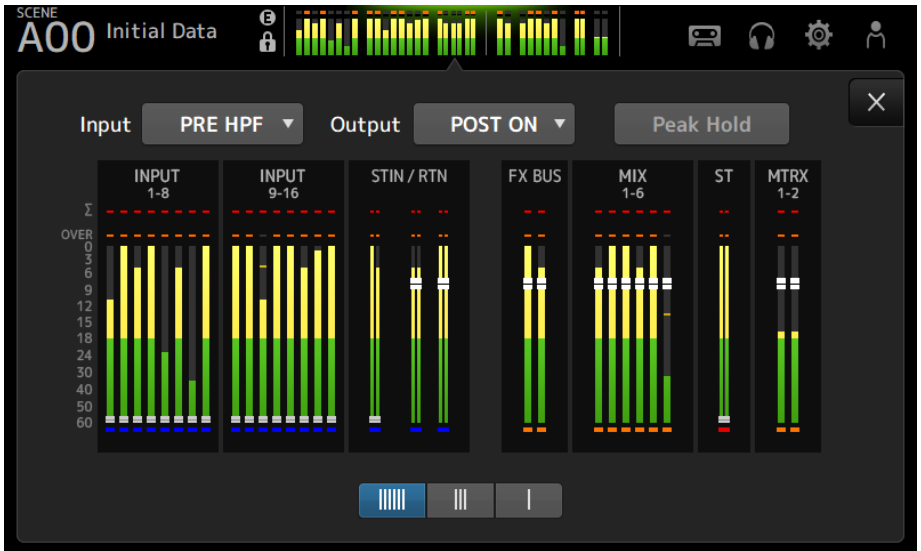 SCENE
A00 Initial Data
E
Input PRE HPF Output POST ON Peak Hold
INPUT
1-8
INPUT
9-16
STIN / RTN
FX BUS
MIX
1-6
ST
MTRX
1-2
Σ
OVER
0
3
6
9
12
15
18
24
30
40
50
60